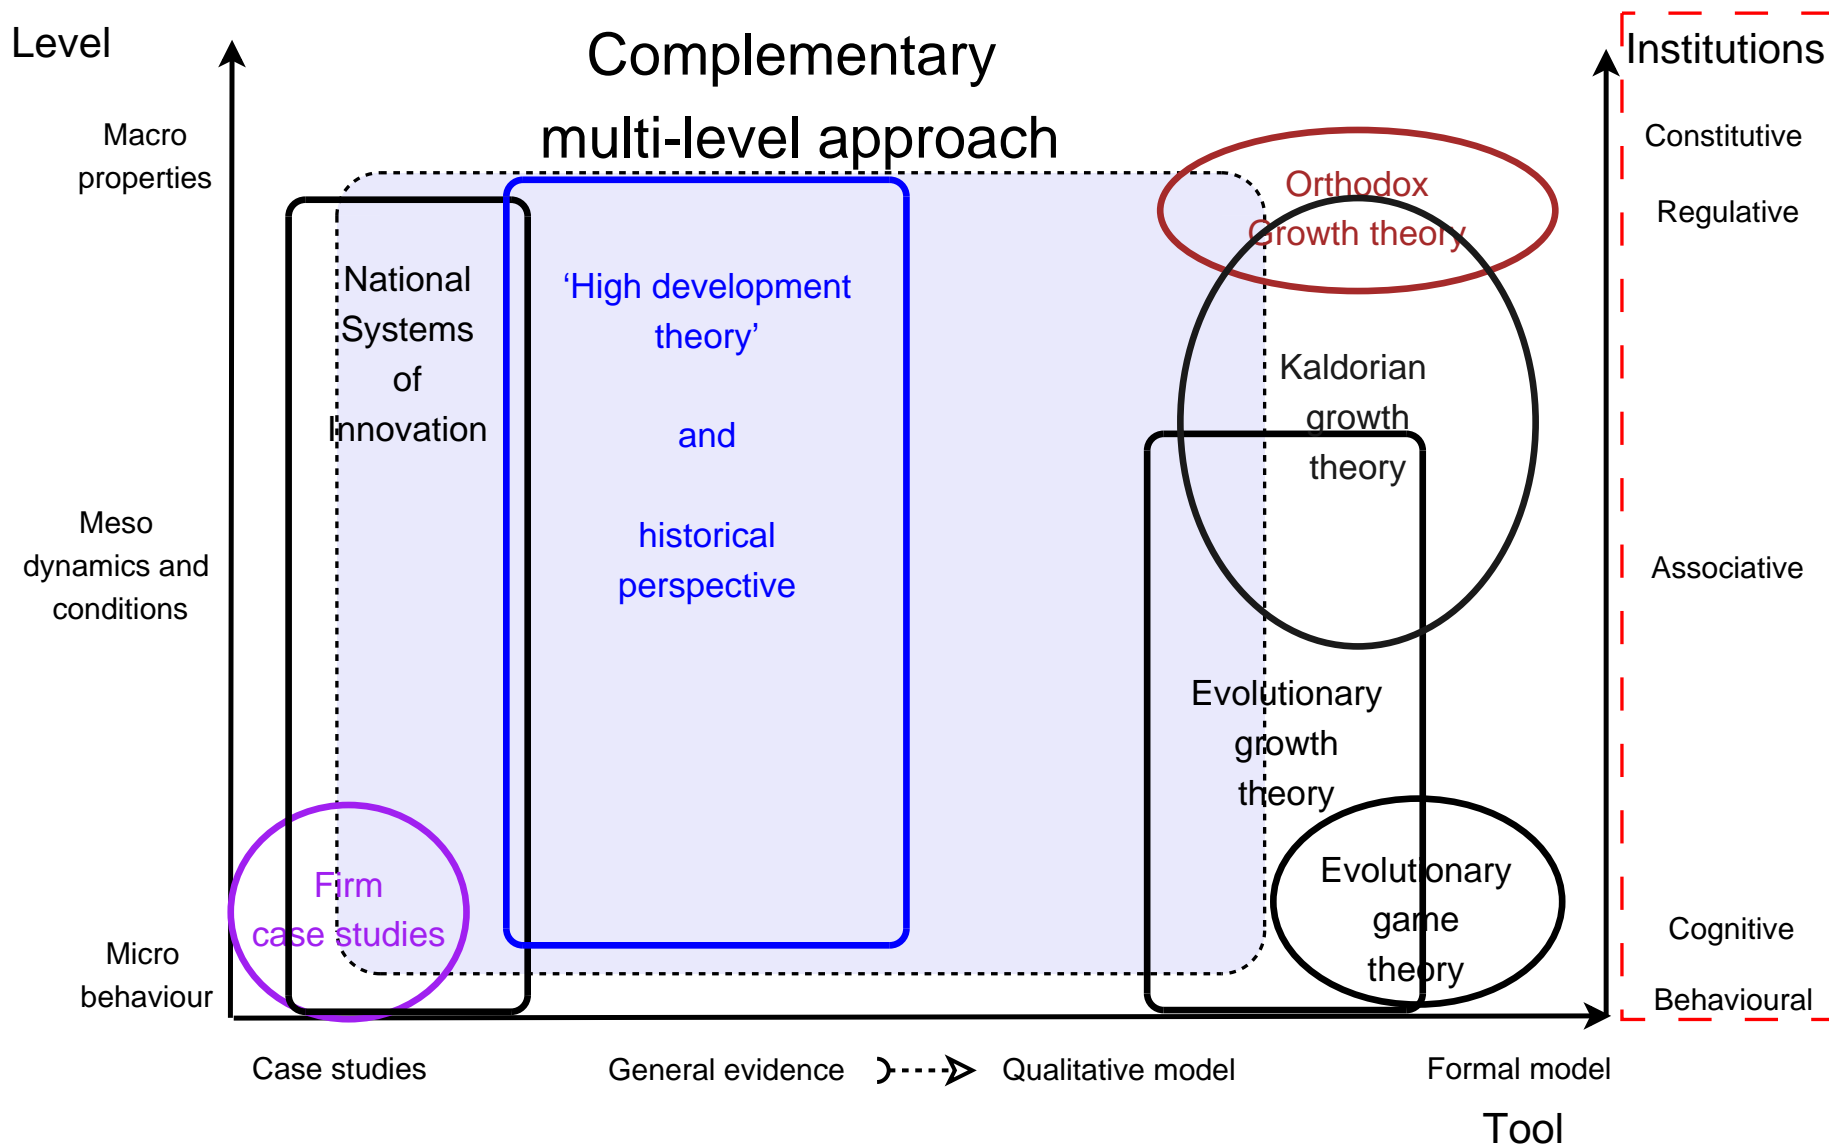 Level
Complementary
multi-level approach
Institutions
Macro
properties
Constitutive
Regulative
Orthodox
Growth theory
National
Systems
of
Innovation
‘High development
theory’
and
historical
perspective
Kaldorian
growth
theory
Meso
dynamics and
conditions
Associative
Evolutionary
growth
theory
Firm
case studies
Evolutionary
game
theory
Micro
behaviour
Cognitive
Behavioural
Case studies
General evidence
Qualitative model
Formal model
Tool